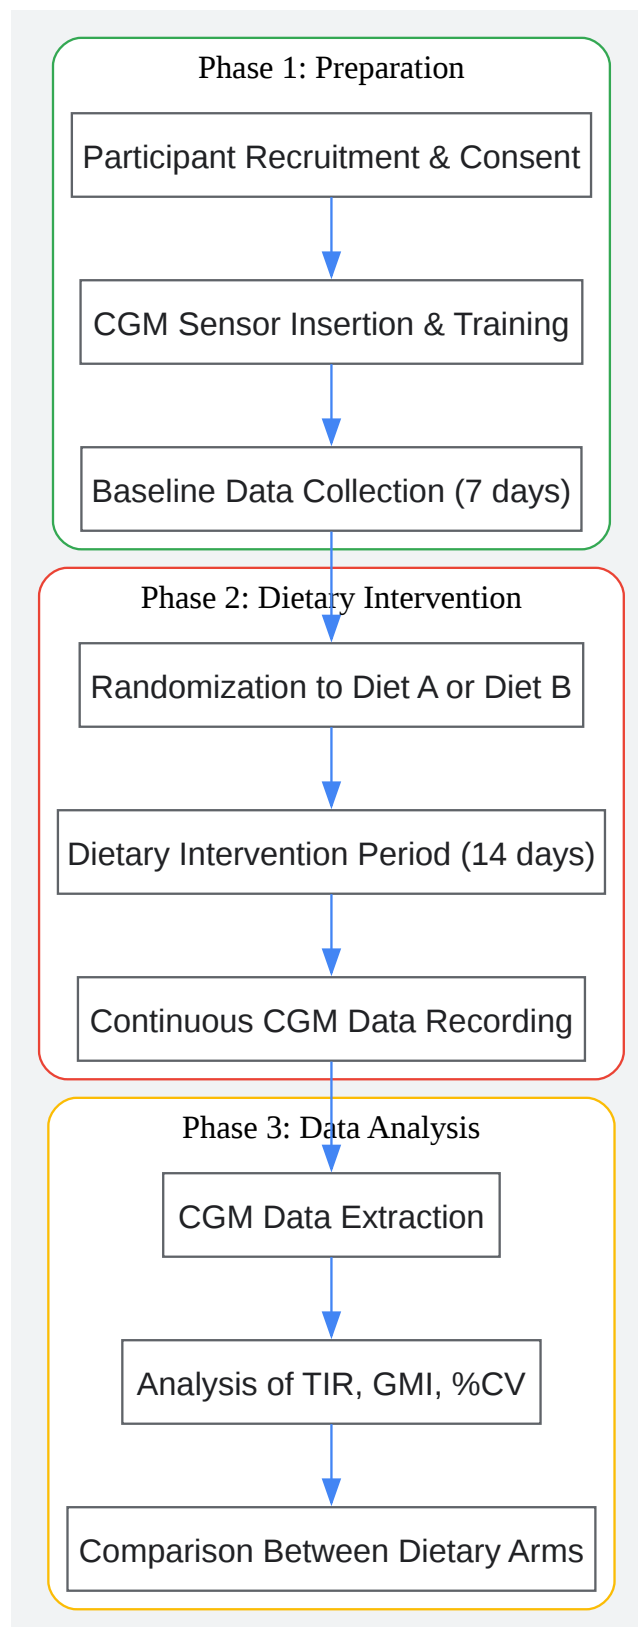 Phase 1: Preparation
Participant Recruitment & Consent
CGM Sensor Insertion & Training
Baseline Data Collection (7 days)
Phase 2: Dietary Intervention
Randomization to Diet A or Diet B
Dietary Intervention Period (14 days)
Continuous CGM Data Recording
Phase 3: Data Analysis
CGM Data Extraction
Analysis of TIR, GMI, %CV
Comparison Between Dietary Arms